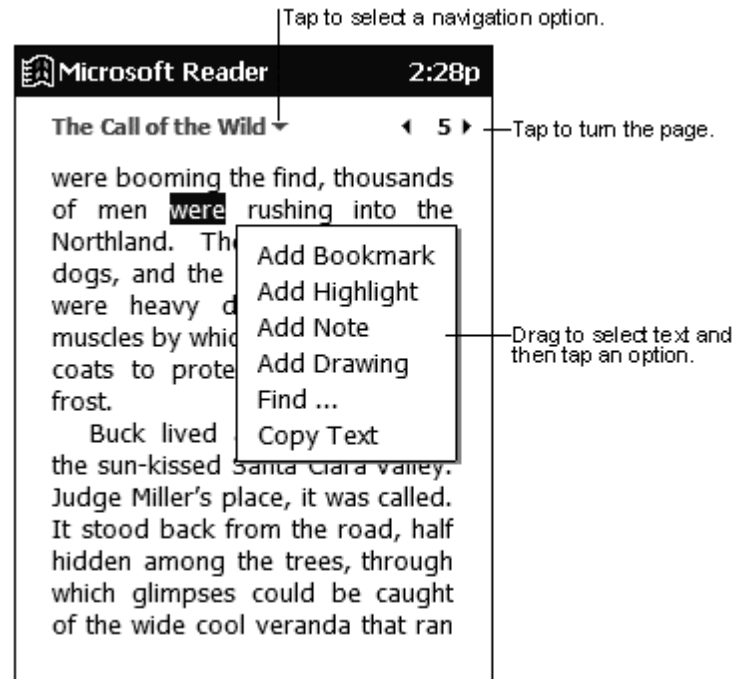 Tap to select a navigation option.
Microsoft Reader 2:28p
The Call of the Wild 5
Tap to turn the page.
were booming the find, thousands
of men were rushing into the
Northland. The
dogs, and the
were heavy d
muscles by whic
coats to prote
frost.
Buck lived
the sun-kissed Santa Clara Valley.
Judge Miller's place, it was called.
It stood back from the road, half
hidden among the trees, through
which glimpses could be caught
of the wide cool veranda that ran
Add Bookmark
Add Highlight
Add Note
Add Drawing
Find ...
Copy Text
Drag to select text and
then tap an option.